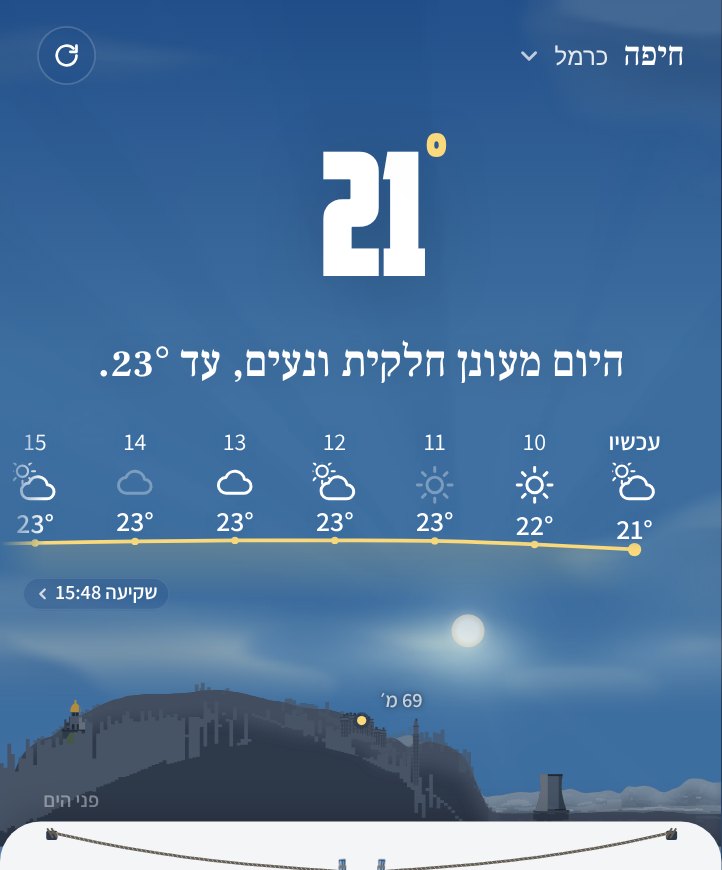 חיפה כרמל
21°
היום מעונן חלקית ונעים, עד 23°.
עכשיו 10 11 12 13 14 15
21° 22° 23° 23° 23° 23° 23°
שקיעה 15:48
69 מ׳
פני הים